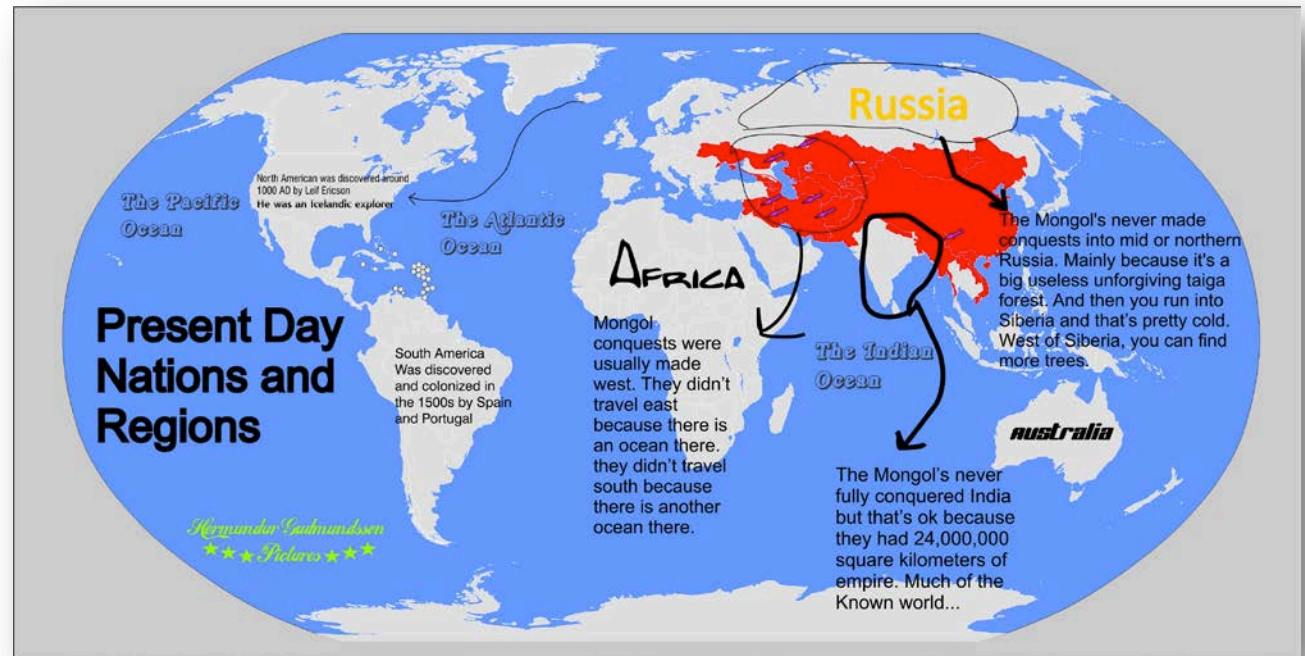 Russia
North American was discovered around
1000 AD by Leif Ericson
He was an Icelandic explorer
The Pacific
Ocean
The Atlantic
Ocean
The Mongol's never made
conquests into mid or northern
Russia. Mainly because it's a
big useless unforgiving taiga
forest. And then you run into
Siberia and that's pretty cold.
West of Siberia, you can find
more trees.
AFRICA
Present Day
Nations and
Regions
Mongol
conquests were
usually made
west. They didn't
travel east
because there is
an ocean there.
they didn't travel
south because
there is another
ocean there.
The Indian
Ocean
South America
Was discovered
and colonized in
the 1500s by Spain
and Portugal
australia
The Mongol's never
fully conquered India
but that's ok because
they had 24,000,000
square kilometers of
empire. Much of the
Known world...
Hermundur Gudmundssen
Pictures